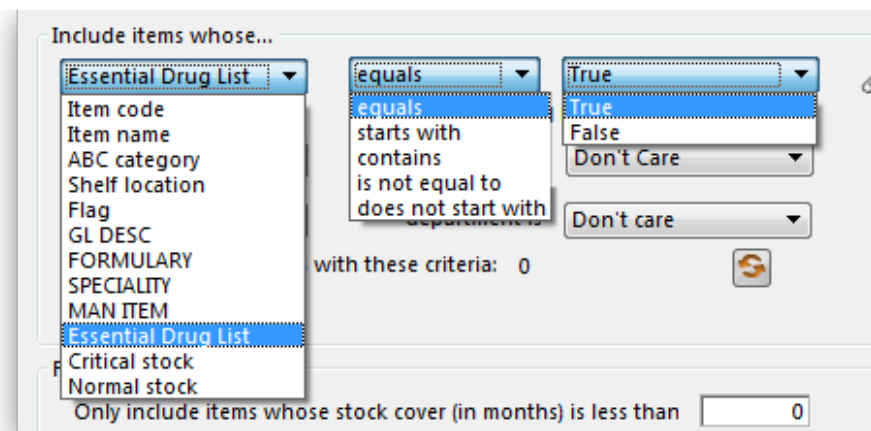 Include items whose...
Essential Drug List equals True
Item code
Item name
ABC category
Shelf location
Flag
GL DESC
FORMULARY
SPECIALITY
MAN ITEM
Essential Drug List
Critical stock
Normal stock
equals
starts with
contains
is not equal to
does not start with
True
False
Don't Care
Don't care
with these criteria: 0
Only include items whose stock cover (in months) is less than 0